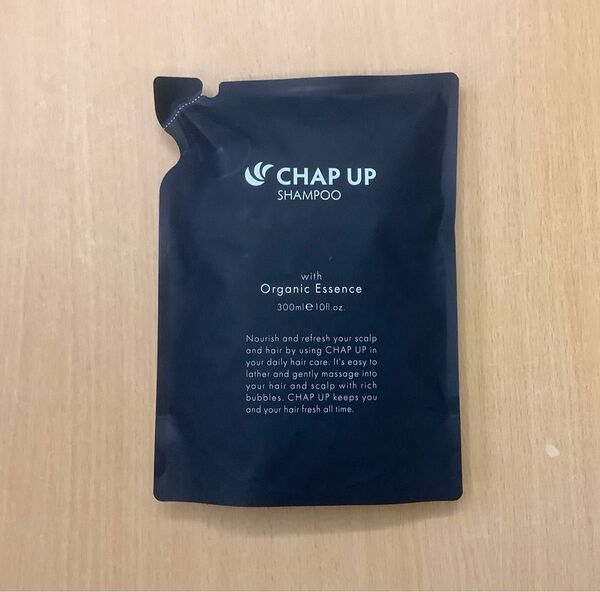 CHAP UP
SHAMPOO
with
Organic Essence
300ml℮10fl.oz.
Nourish and refresh your scalp
and hair by using CHAP UP in
your daily hair care. It's easy to
lather and gently massage into
your hair and scalp with rich
bubbles. CHAP UP keeps you
and your hair fresh all time.